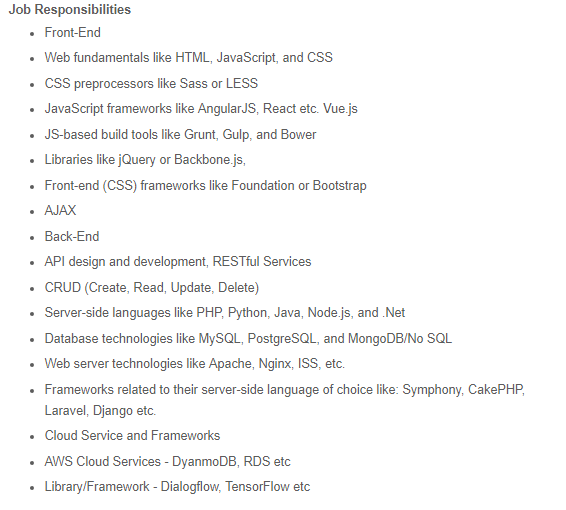 Job Responsibilities
Front-End
Web fundamentals like HTML, JavaScript, and CSS
CSS preprocessors like Sass or LESS
JavaScript frameworks like AngularJS, React etc. Vue.js
JS-based build tools like Grunt, Gulp, and Bower
Libraries like jQuery or Backbone.js,
Front-end (CSS) frameworks like Foundation or Bootstrap
AJAX
Back-End
API design and development, RESTful Services
CRUD (Create, Read, Update, Delete)
Server-side languages like PHP, Python, Java, Node.js, and .Net
Database technologies like MySQL, PostgreSQL, and MongoDB/No SQL
Web server technologies like Apache, Nginx, ISS, etc.
Frameworks related to their server-side language of choice like: Symphony, CakePHP,
Laravel, Django etc.
Cloud Service and Frameworks
AWS Cloud Services - DyanmoDB, RDS etc
Library/Framework - Dialogflow, TensorFlow etc